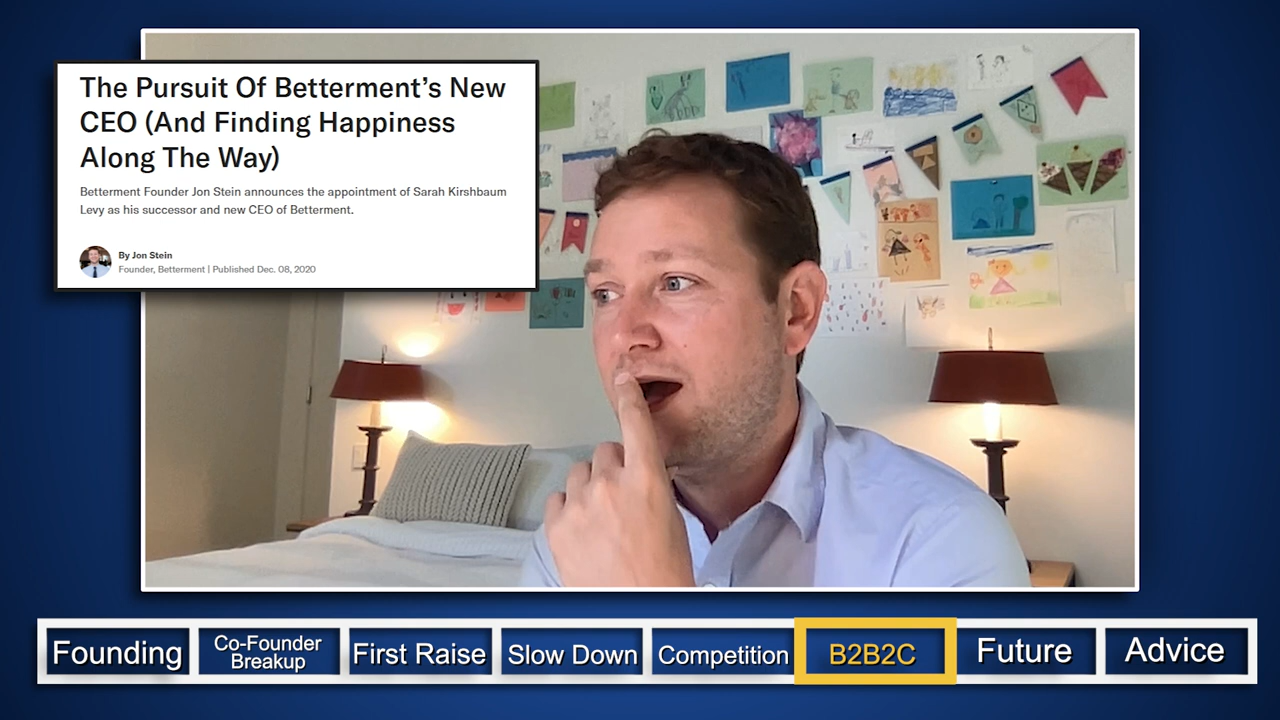 The Pursuit Of Betterment’s New
CEO (And Finding Happiness
Along The Way)
Betterment Founder Jon Stein announces the appointment of Sarah Kirshbaum
Levy as his successor and new CEO of Betterment.
By Jon Stein
Founder, Betterment | Published Dec. 08, 2020
Founding
Co-Founder
Breakup
First Raise
Slow Down
Competition
B2B2C
Future
Advice